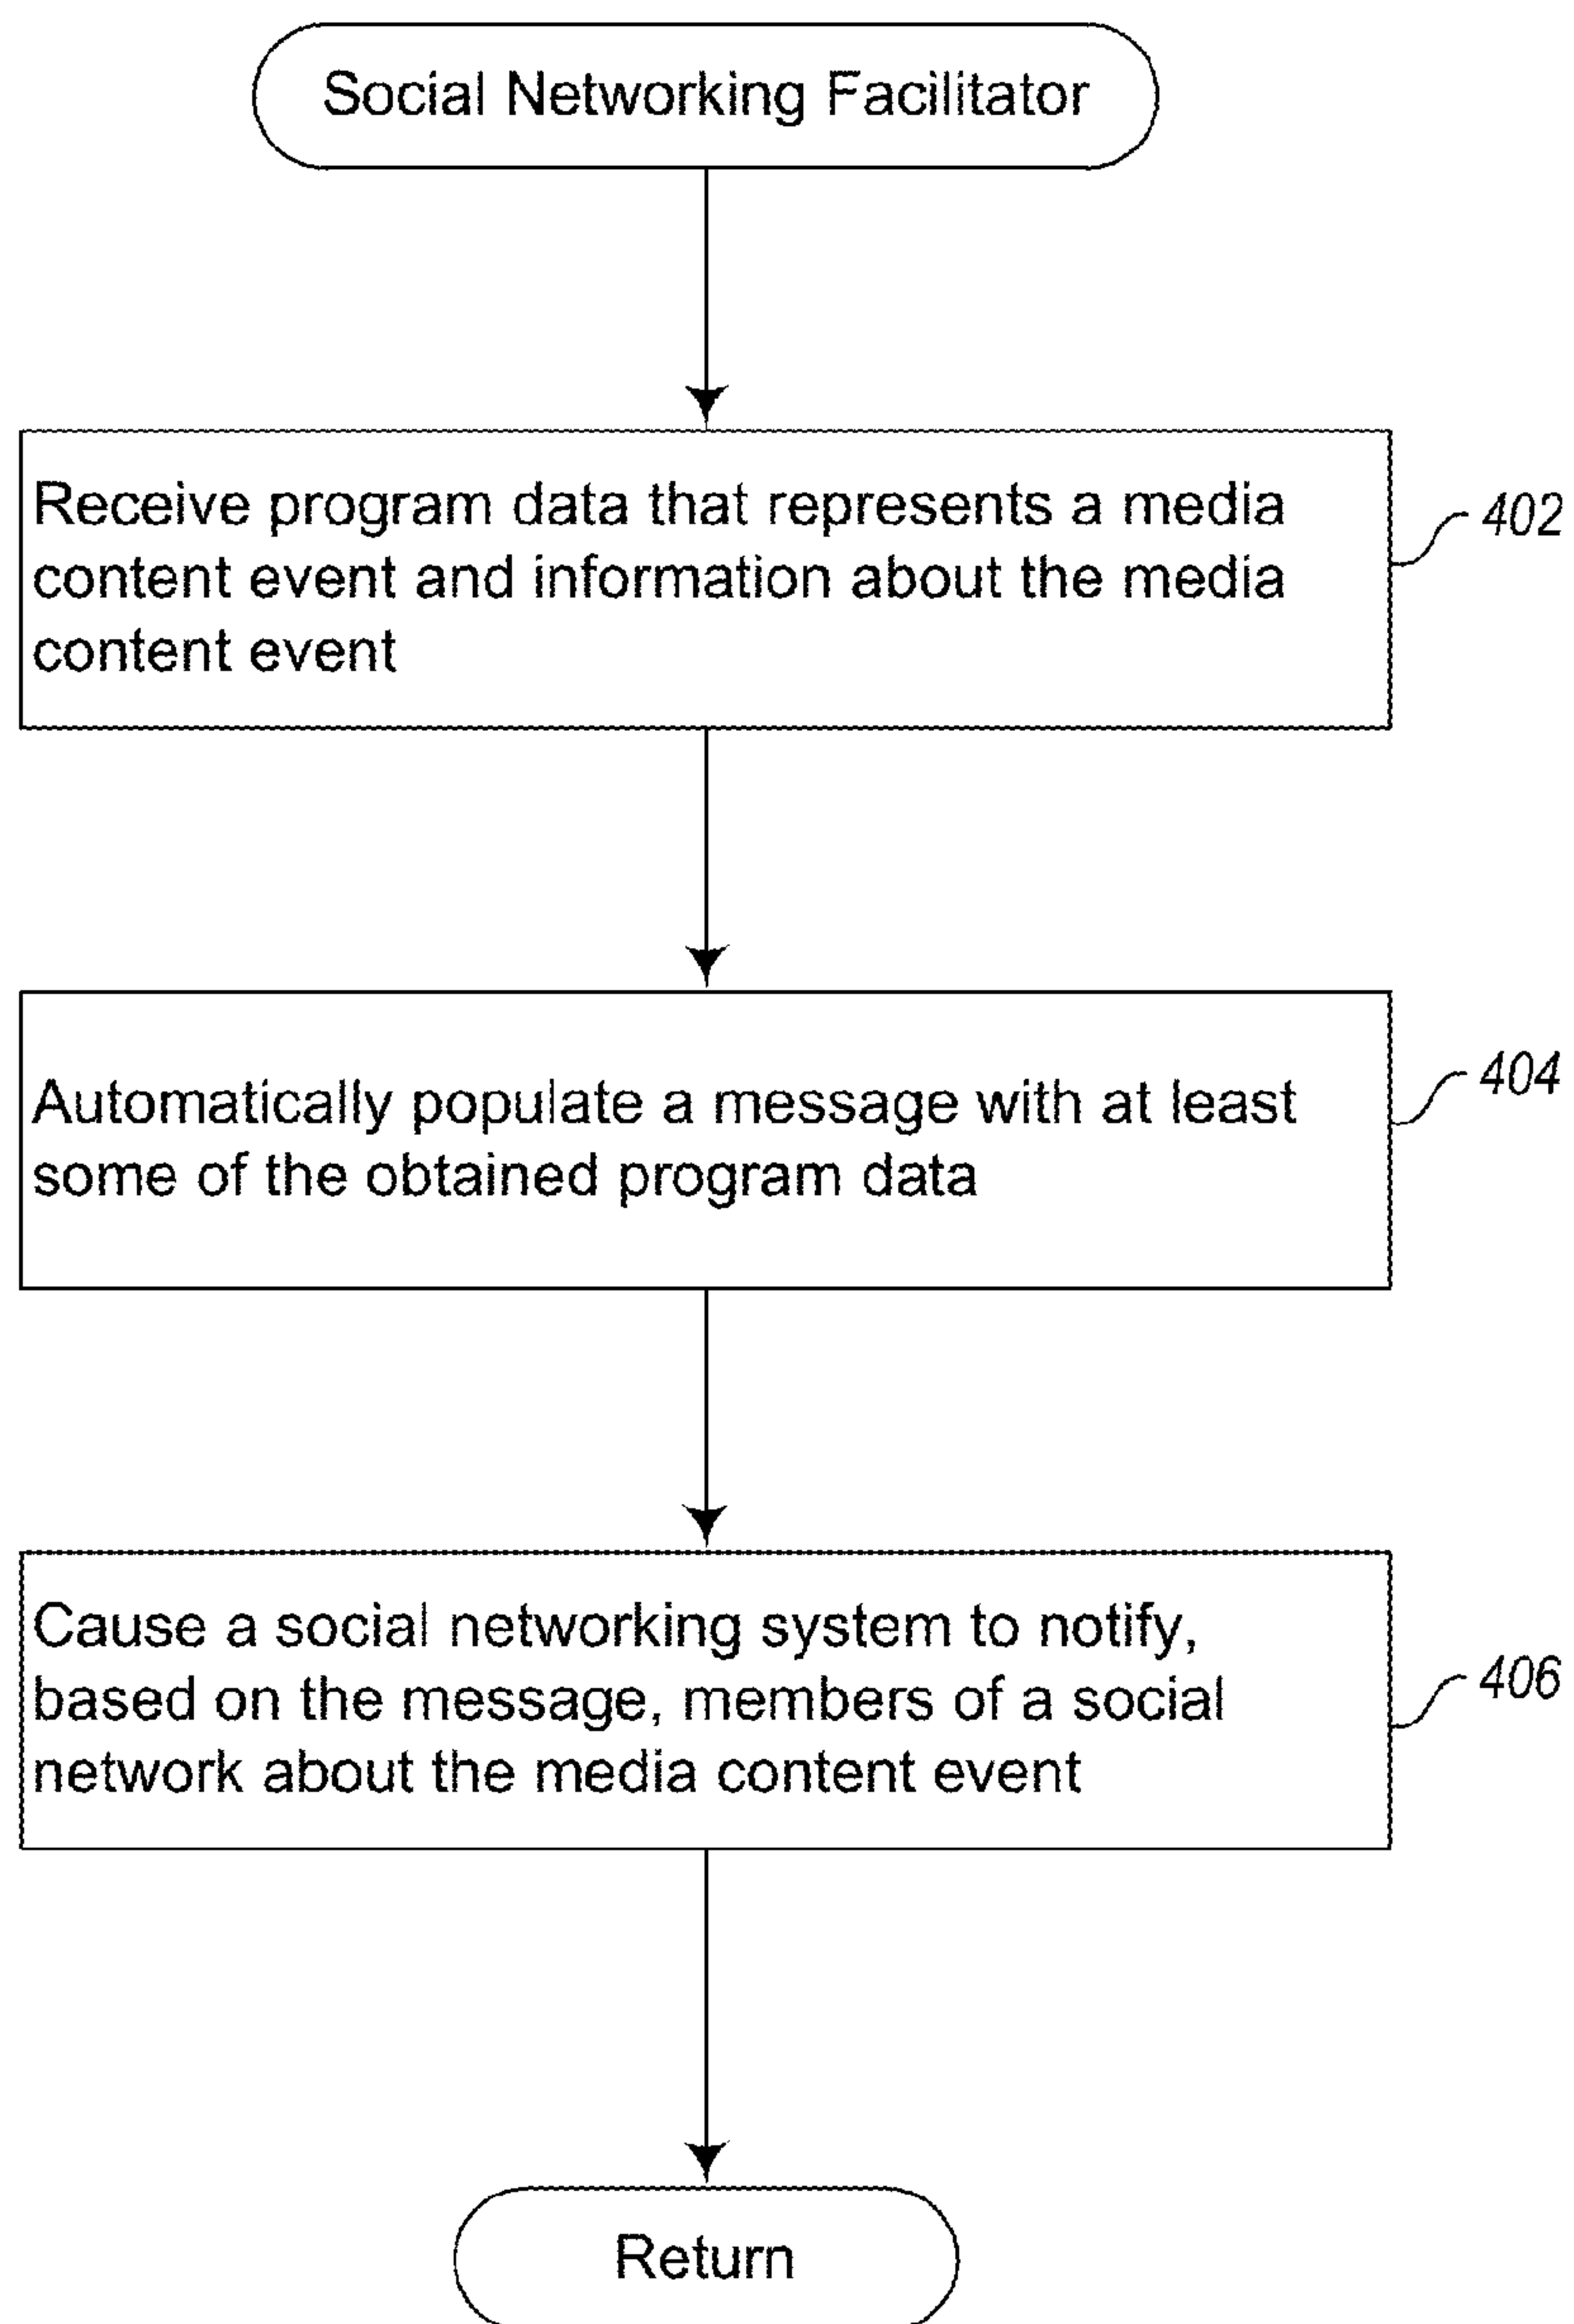 Social Networking Facilitator
Receive program data that represents a media
content event and information about the media
content event
402
Automatically populate a message with at least
some of the obtained program data
404
Cause a social networking system to notify,
based on the message, members of a social
network about the media content event
406
Return